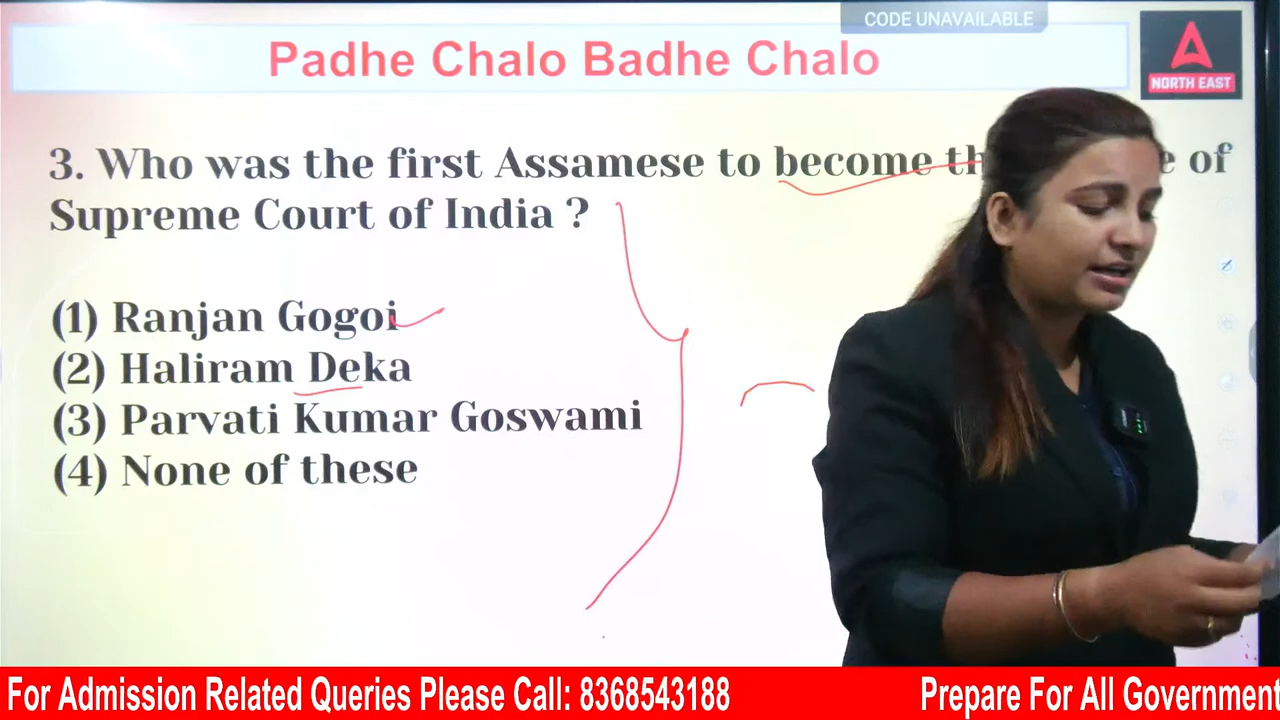 CODE UNAVAILABLE
Padhe Chalo Badhe Chalo
NORTH EAST
3. Who was the first Assamese to become of
Supreme Court of India ?
(1) Ranjan Gogoi
(2) Haliram Deka
(3) Parvati Kumar Goswami
(4) None of these
For Admission Related Queries Please Call: 8368543188
Prepare For All Government